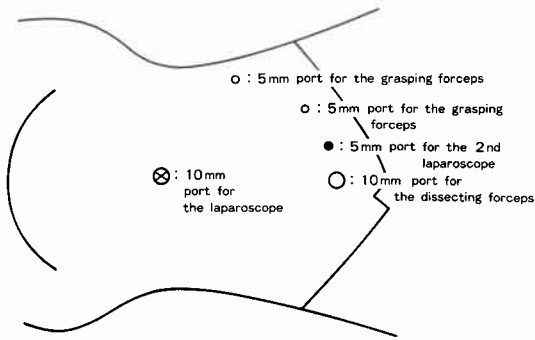 : 5mm port for the grasping forceps
: 5mm port for the grasping
forceps
: 5mm port for the 2nd
laparoscope
: 10mm
port for
the laparoscope
: 10mm port for
the dissecting forceps